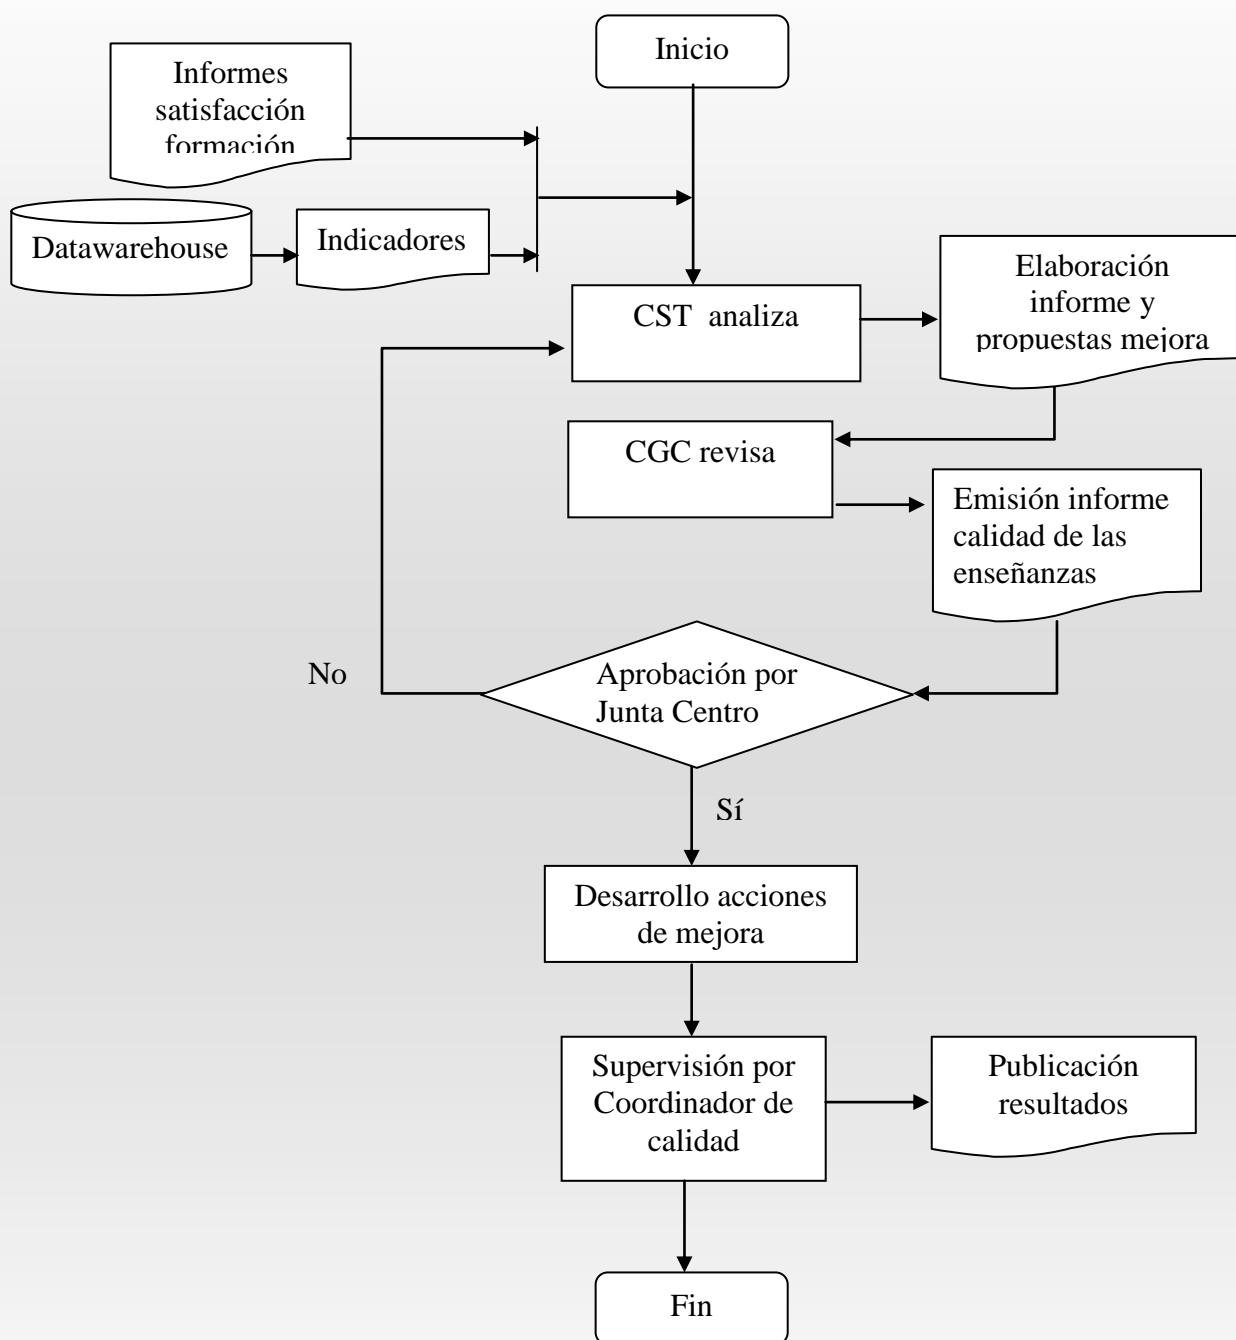 Inicio
Informes
satisfacción
formación
Datawarehouse
Indicadores
CST analiza
Elaboración
informe y
propuestas mejora
CGC revisa
Emisión informe
calidad de las
enseñanzas
Aprobación por
Junta Centro
No
Sí
Desarrollo acciones
de mejora
Supervisión por
Coordinador de
calidad
Publicación
resultados
Fin